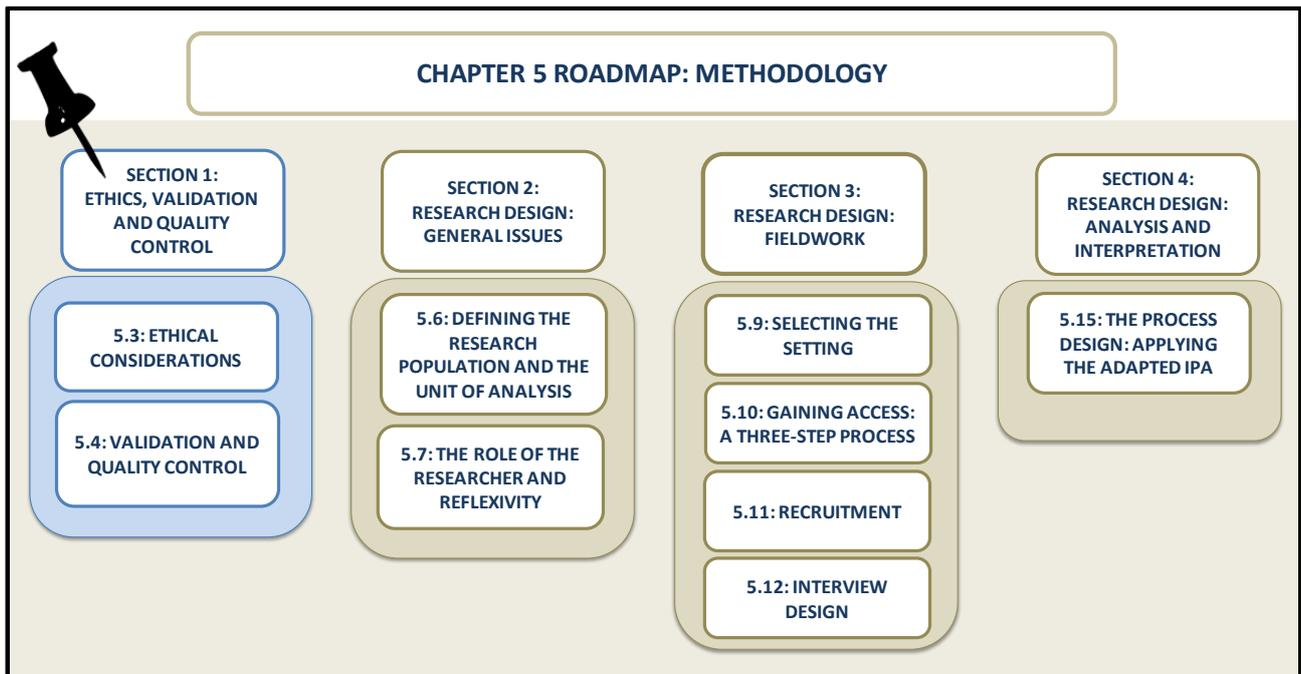 CHAPTER 5 ROADMAP: METHODOLOGY
SECTION 1:
ETHICS, VALIDATION
AND QUALITY
CONTROL
5.3: ETHICAL
CONSIDERATIONS
5.4: VALIDATION AND
QUALITY CONTROL
SECTION 2:
RESEARCH DESIGN:
GENERAL ISSUES
5.6: DEFINING THE
RESEARCH
POPULATION AND THE
UNIT OF ANALYSIS
5.7: THE ROLE OF THE
RESEARCHER AND
REFLEXIVITY
SECTION 3:
RESEARCH DESIGN:
FIELDWORK
5.9: SELECTING THE
SETTING
5.10: GAINING ACCESS:
A THREE-STEP PROCESS
5.11: RECRUITMENT
5.12: INTERVIEW
DESIGN
SECTION 4:
RESEARCH DESIGN:
ANALYSIS AND
INTERPRETATION
5.15: THE PROCESS
DESIGN: APPLYING
THE ADAPTED IPA